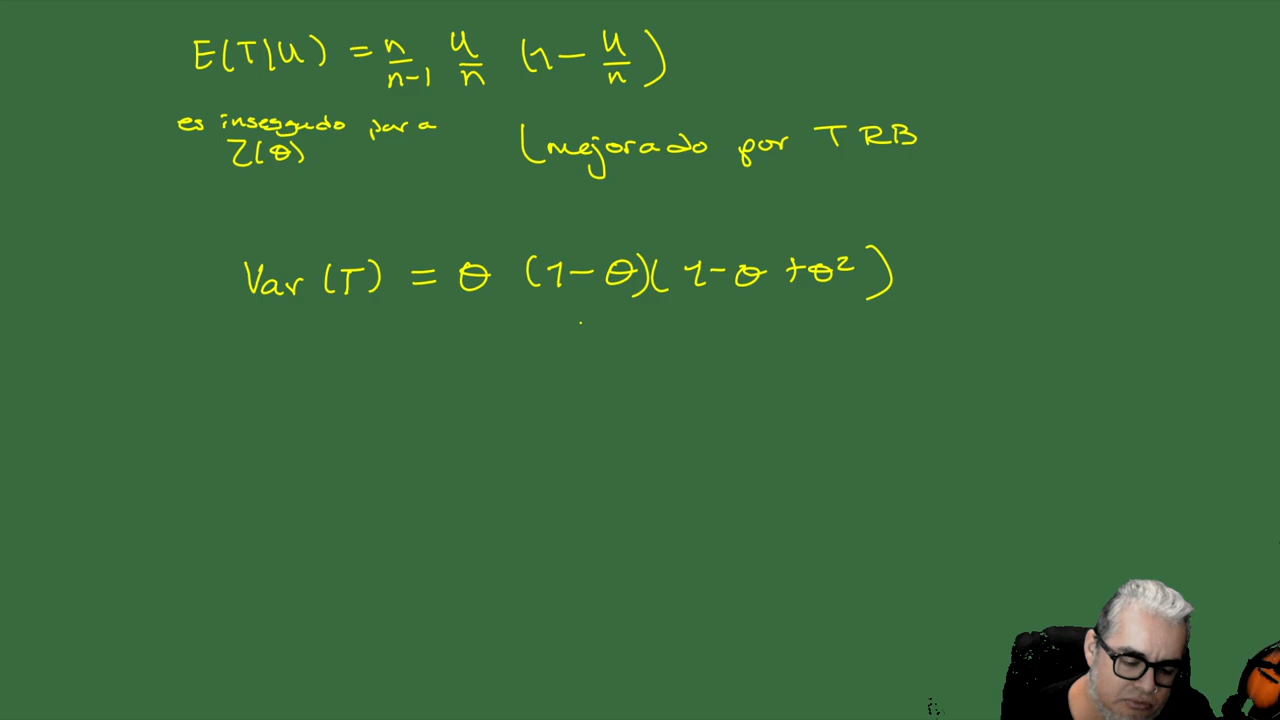 E(T|U) = n/n-1 u/n (1 - u/n)
es insesgado para
τ(θ)
(mejorado por TRB
Var (T) = θ (1-θ)(1-θ+θ²)